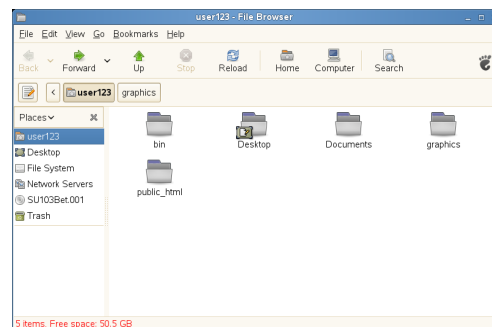 user123 - File Browser
File Edit View Go Bookmarks Help
Back Forward Up Stop Reload Home Computer Search
user123 graphics
Places
user123
Desktop
File System
Network Servers
SU103Bet.001
Trash
bin Desktop Documents graphics
public_html
5 items, Free space: 50.5 GB